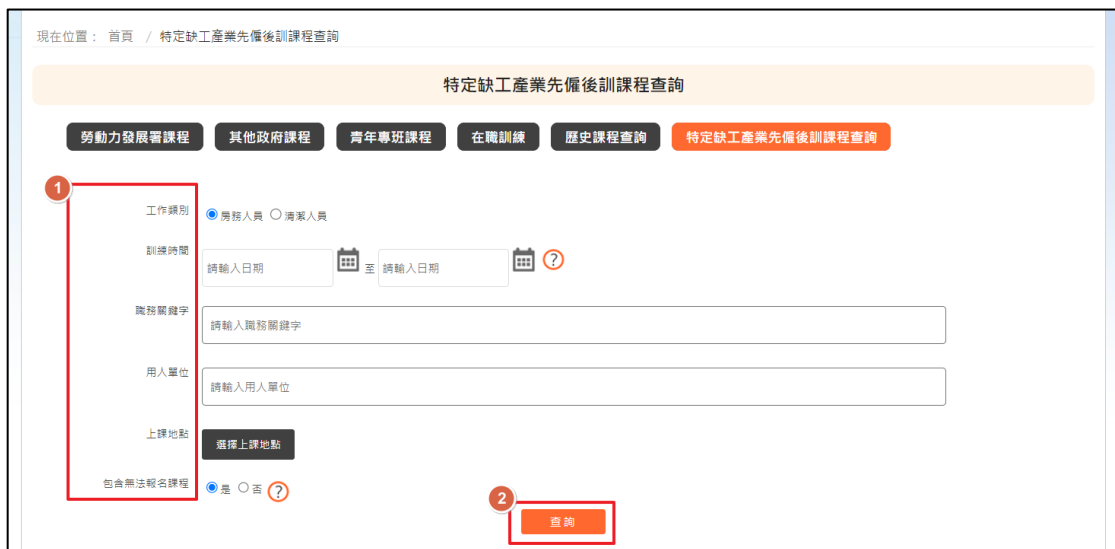 現在位置： 首頁 / 特定缺工產業先僱後訓課程查詢
特定缺工產業先僱後訓課程查詢
勞動力發展署課程 其他政府課程 青年專班課程 在職訓練 歷史課程查詢 特定缺工產業先僱後訓課程查詢
1
工作類別 房務人員 清潔人員
訓練時間 請輸入日期 至 請輸入日期 ?
職務關鍵字 請輸入職務關鍵字
用人單位 請輸入用人單位
上課地點 選擇上課地點
包含無法報名課程 是 否 ?
2
查詢